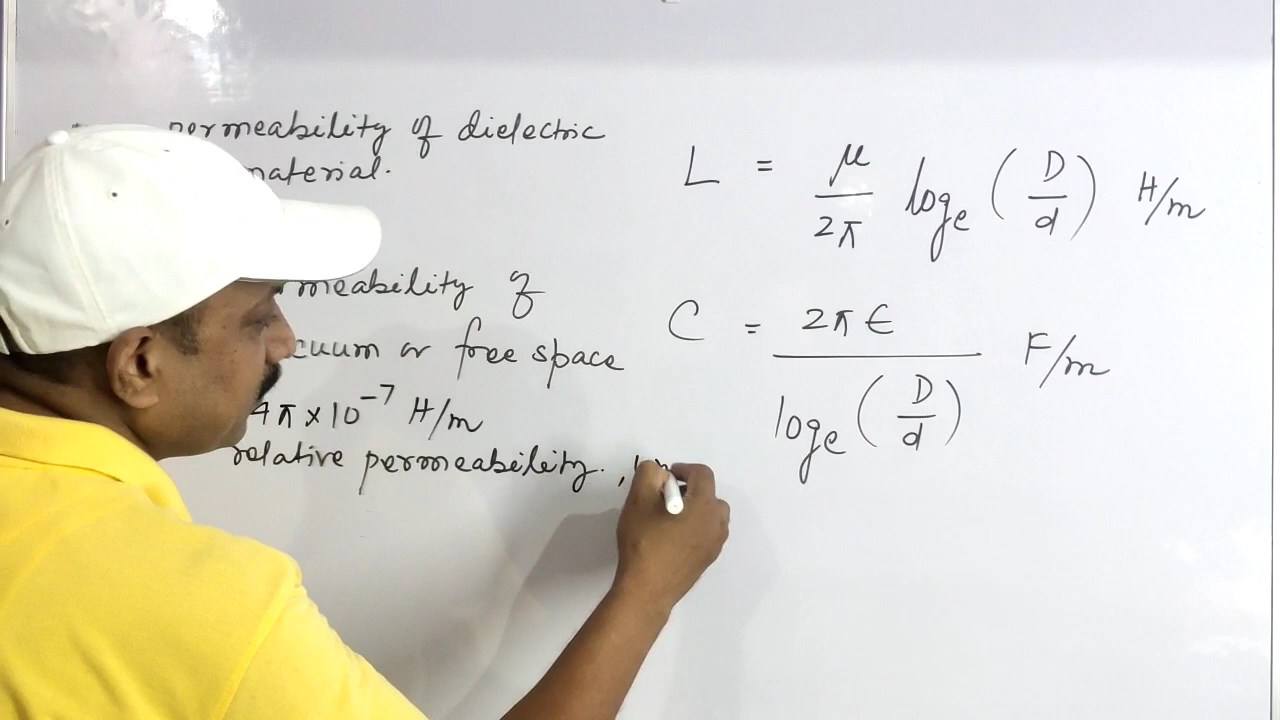 permeability of dielectric
material.
meability of
cuum or free space
4π × 10⁻⁷ H/m
relative permeability. ,
L = μ/2π logₑ (D/d) H/m
C = 2πϵ / logₑ (D/d) F/m